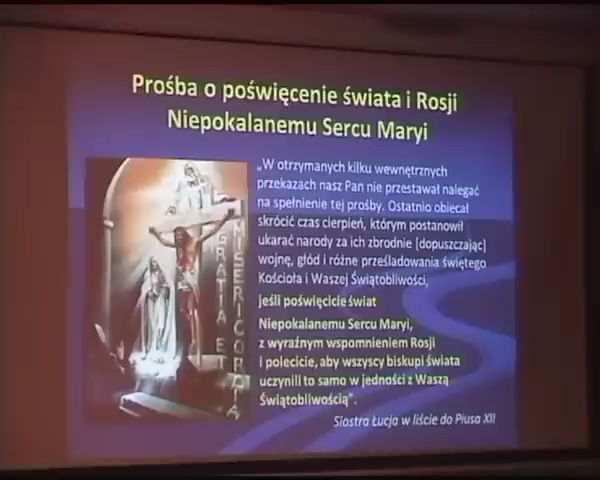 Prośba o poświęcenie świata i Rosji
Niepokalanemu Sercu Maryi
„W otrzymanych kilku wewnętrznych
przekazach nasz Pan nie przestawał nalegać
na spełnienie tej prośby. Ostatnio obiecał
skrócić czas cierpień, którym postanowił
ukarać narody za ich zbrodnie [dopuszczając]
wojnę, głód i różne prześladowania świętego
Kościoła i Waszej Świątobliwości,
jeśli poświęcicie świat
Niepokalanemu Sercu Maryi,
z wyraźnym wspomnieniem Rosji
i polecicie, aby wszyscy biskupi świata
uczynili to samo w jedności z Waszą
Świątobliwością”.
Siostra Łucja w liście do Piusa XII
GRATIA ET
MISERICORDIA